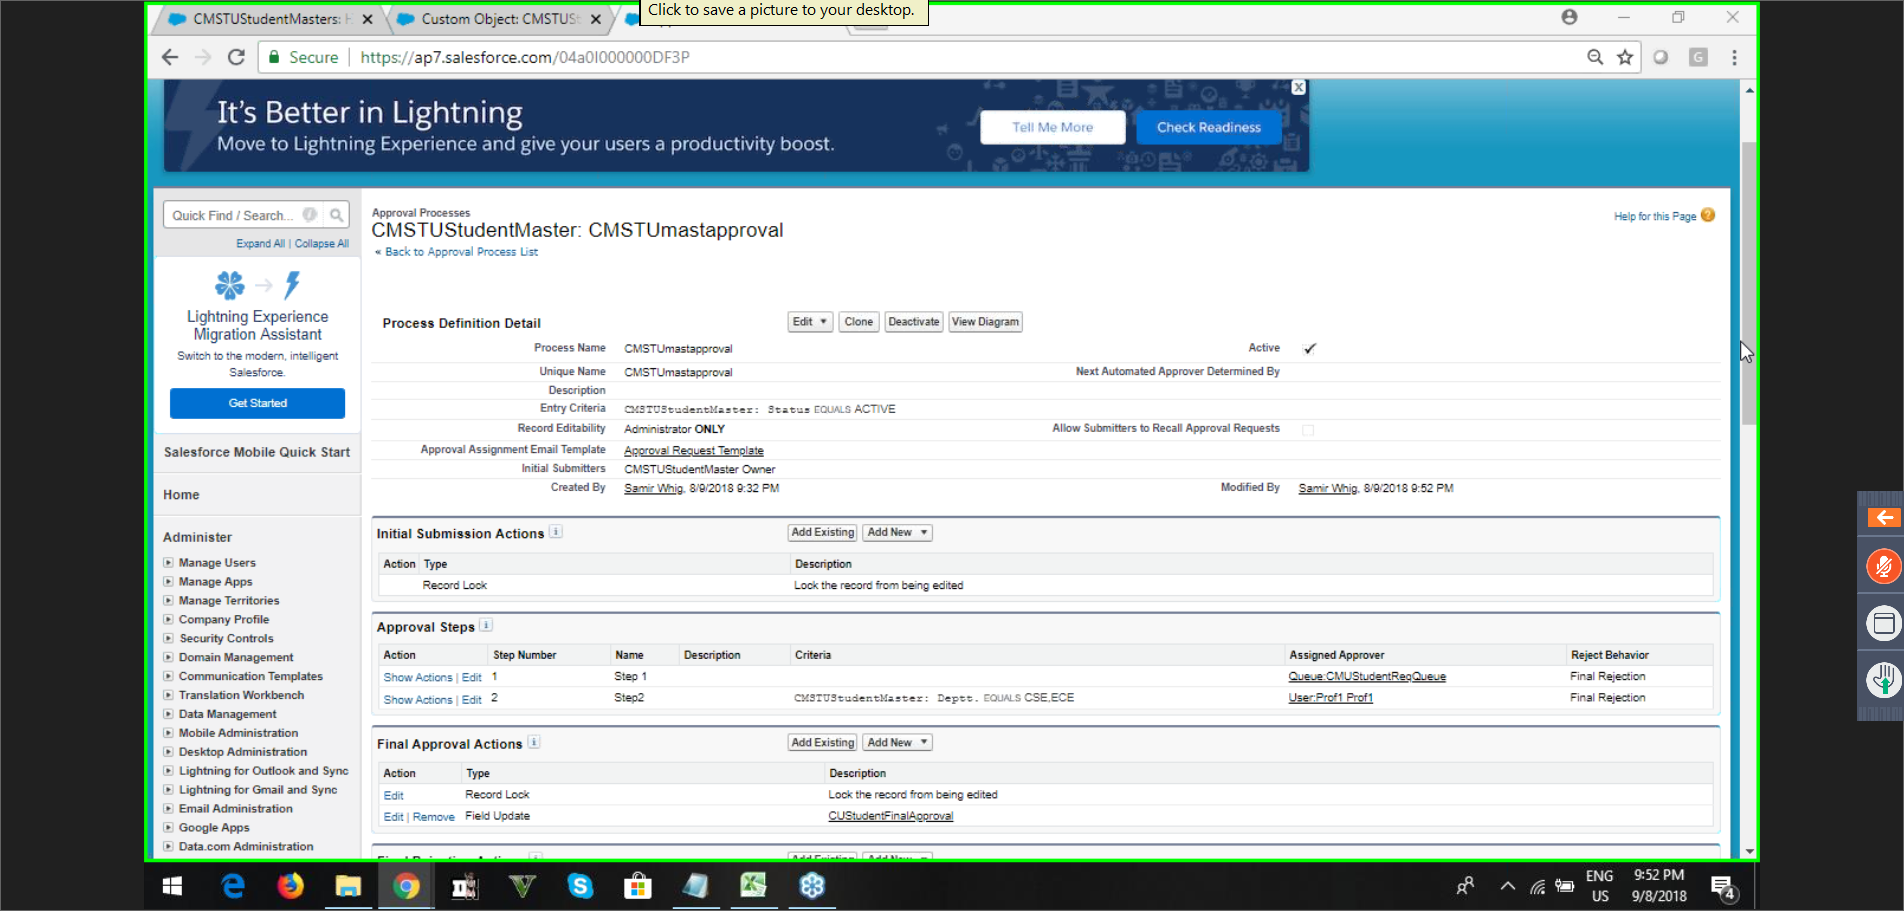 Click to save a picture to your desktop.
CMSTUStudentMasters: H
Custom Object: CMSTUSt
Secure
https://ap7.salesforce.com/04a0I000000DF3P
G
It's Better in Lightning
Move to Lightning Experience and give your users a productivity boost.
Tell Me More
Check Readiness
X
Quick Find / Search...
Expand All | Collapse All
Lightning Experience
Migration Assistant
Switch to the modern, intelligent
Salesforce.
Get Started
Salesforce Mobile Quick Start
Home
Administer
Manage Users
Manage Apps
Manage Territories
Company Profile
Security Controls
Domain Management
Communication Templates
Translation Workbench
Data Management
Mobile Administration
Desktop Administration
Lightning for Outlook and Sync
Lightning for Gmail and Sync
Email Administration
Google Apps
Data.com Administration
Approval Processes
CMSTUStudentMaster: CMSTUmastapproval
« Back to Approval Process List
Help for this Page
Process Definition Detail
Edit
Clone
Deactivate
View Diagram
Process Name CMSTUmastapproval Active
Unique Name CMSTUmastapproval Next Automated Approver Determined By
Description
Entry Criteria CMSTUStudentMaster: Status EQUALS ACTIVE
Record Editability Administrator ONLY Allow Submitters to Recall Approval Requests
Approval Assignment Email Template Approval Request Template
Initial Submitters CMSTUStudentMaster Owner
Created By Samir Whig, 8/9/2018 9:32 PM Modified By Samir Whig, 8/9/2018 9:52 PM
Initial Submission Actions Add Existing Add New
Action Type Description
Record Lock Lock the record from being edited
Approval Steps
Action Step Number Name Description Criteria Assigned Approver Reject Behavior
Show Actions | Edit 1 Step 1 Queue:CMUStudentReqQueue Final Rejection
Show Actions | Edit 2 Step2 CMSTUStudentMaster: Deptt. EQUALS CSE,ECE User:Prof1 Prof1 Final Rejection
Final Approval Actions Add Existing Add New
Action Type Description
Edit Record Lock Lock the record from being edited
Edit | Remove Field Update CUStudentFinalApproval
Add Existing Add New
ENG
US
9:52 PM
9/8/2018
4